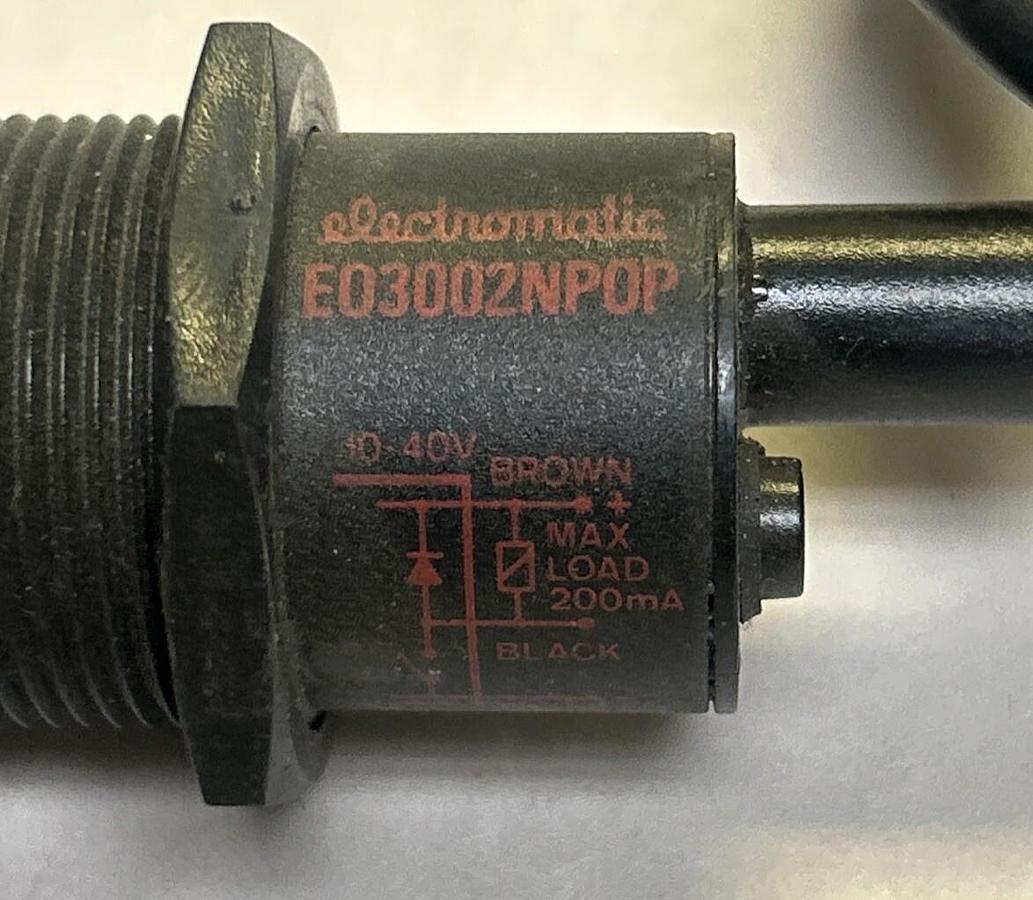 electromatic
EO3002NPOP
10-40V
BROWN
+
MAX
LOAD
200mA
BLACK